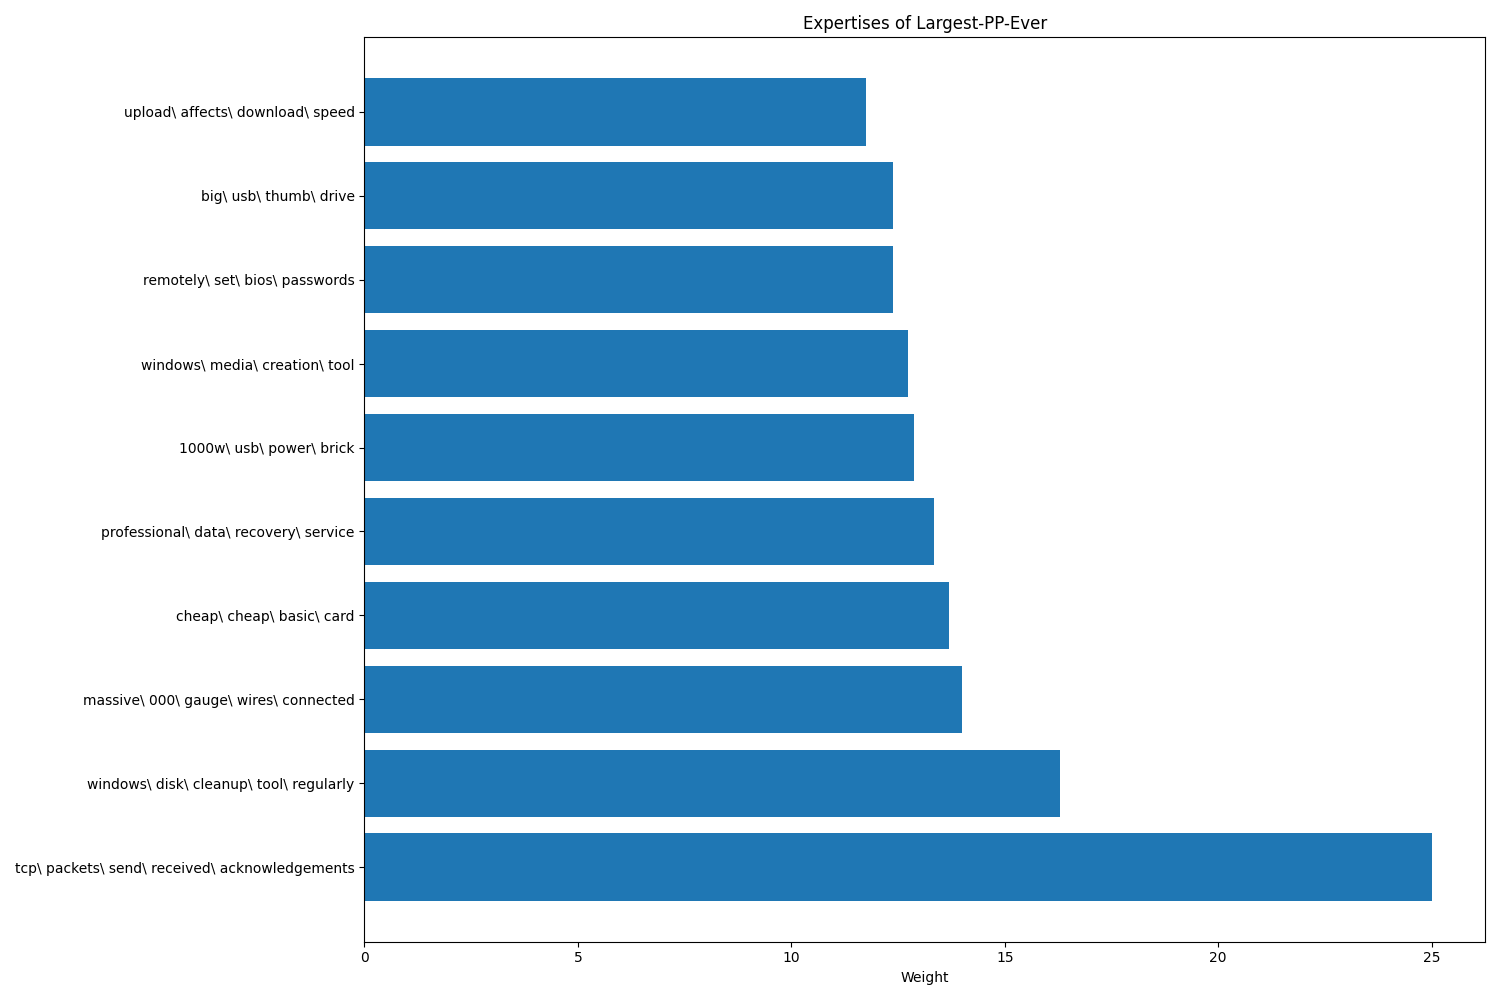 Expertises of Largest-PP-Ever
upload\ affects\ download\ speed
big\ usb\ thumb\ drive
remotely\ set\ bios\ passwords
windows\ media\ creation\ tool
1000w\ usb\ power\ brick
professional\ data\ recovery\ service
cheap\ cheap\ basic\ card
massive\ 000\ gauge\ wires\ connected
windows\ disk\ cleanup\ tool\ regularly
tcp\ packets\ send\ received\ acknowledgements
0 5 10 15 20 25
Weight